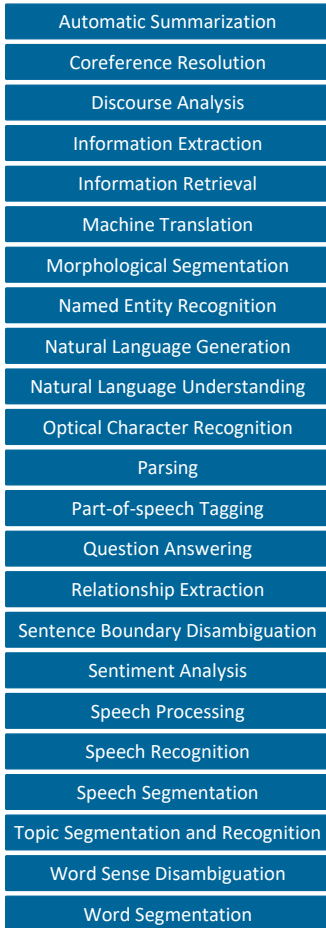 Automatic Summarization
Coreference Resolution
Discourse Analysis
Information Extraction
Information Retrieval
Machine Translation
Morphological Segmentation
Named Entity Recognition
Natural Language Generation
Natural Language Understanding
Optical Character Recognition
Parsing
Part-of-speech Tagging
Question Answering
Relationship Extraction
Sentence Boundary Disambiguation
Sentiment Analysis
Speech Processing
Speech Recognition
Speech Segmentation
Topic Segmentation and Recognition
Word Sense Disambiguation
Word Segmentation